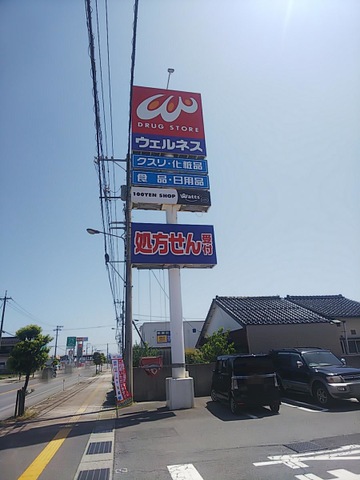 DRUG STORE
ウェルネス
クスリ・化粧品
食品・日用品
100YEN SHOP Watts
処方せん受付